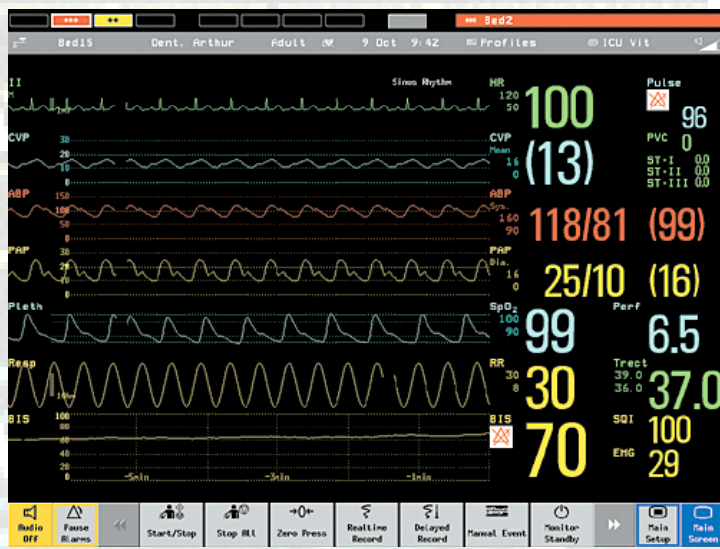 *** ** *** Bed2
Bed15 Dent, Arthur Adult 9 Oct 9:42 Profiles ICU Vit
II
M
1mV
Sinus Rhythm
HR
120
50
100
Pulse
96
PVC 0
ST-I 0.0
ST-II 0.0
ST-III 0.0
CVP
30
20
10
0
CVP
Mean
16
0
(13)
ABP
150
100
50
0
ABP
Sys.
160
90
118/81 (99)
PAP
30
20
10
0
PAP
Dia.
16
0
25/10 (16)
Pleth
SpO₂
100
90
99
Perf
6.5
Resp
RR
30
8
30
Trect
39.0
36.0
37.0
BIS
100
80
60
40
20
0
-5min -3min -1min
BIS
70
SQI
100
EMG
29
Audio Off
Pause Alarms
Start/Stop
Stop All
→0← Zero Press
Realtime Record
Delayed Record
Manual Event
Monitor Standby
Main Setup
Main Screen